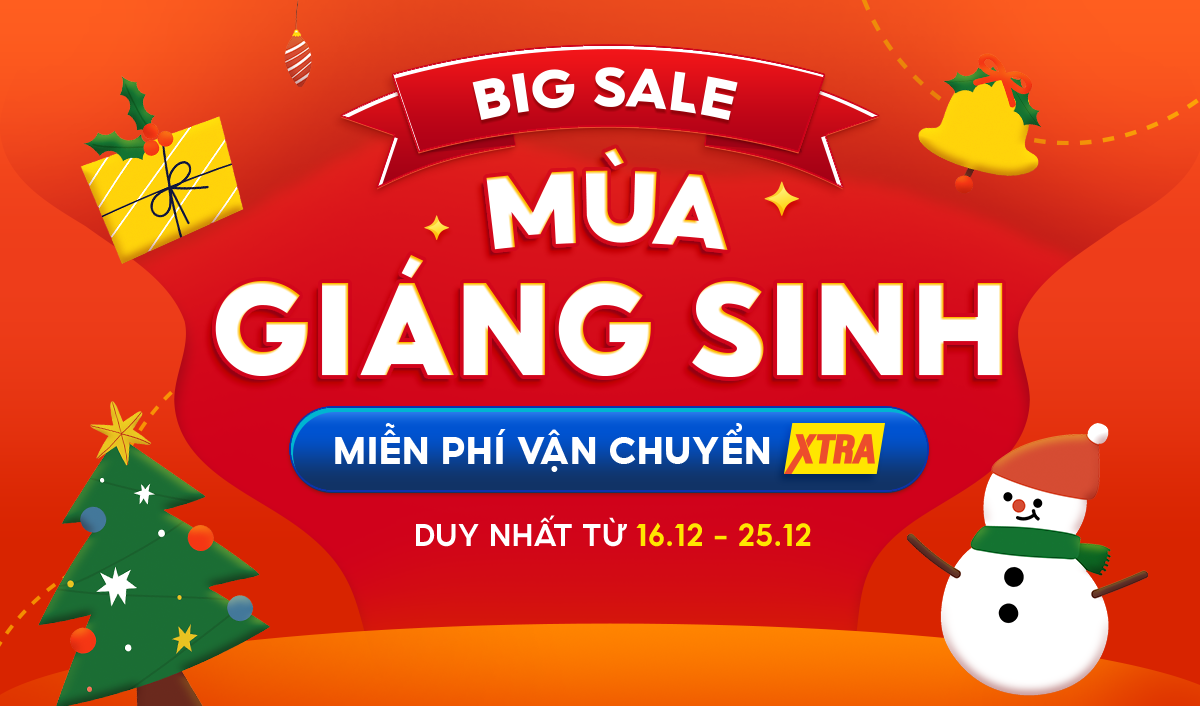 BIG SALE
MÙA
GIÁNG SINH
MIỄN PHÍ VẬN CHUYỂN XTRA
DUY NHẤT TỪ 16.12 - 25.12